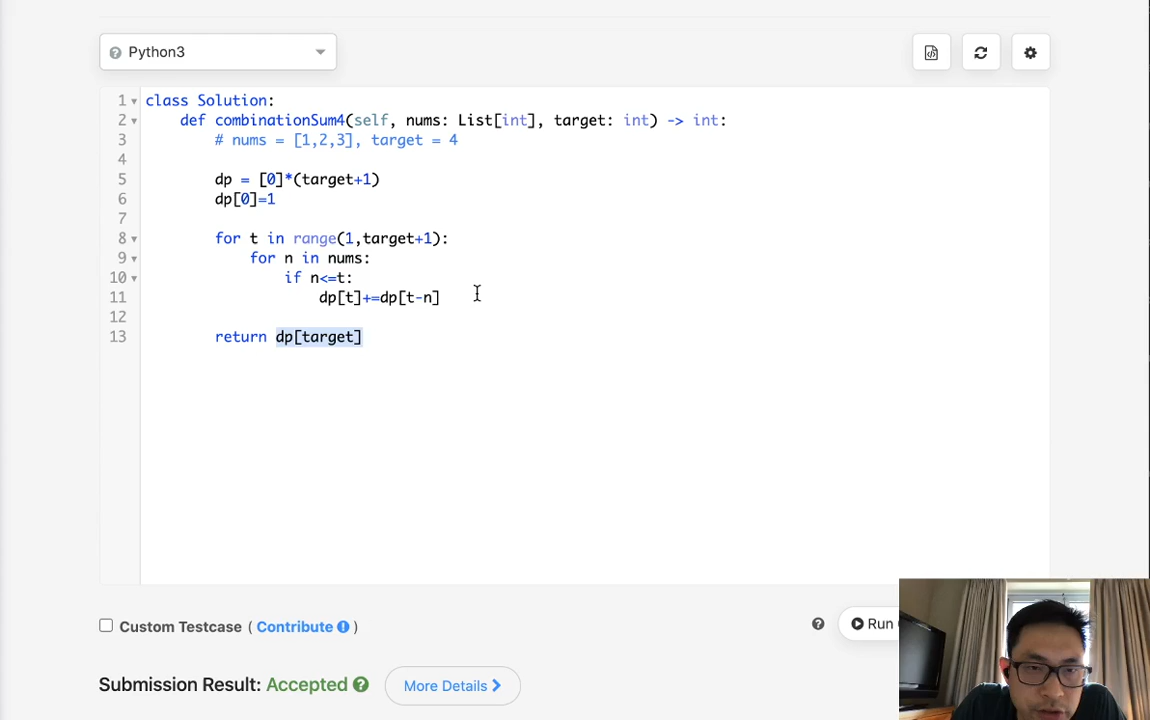 Python3
1 class Solution:
2 def combinationSum4(self, nums: List[int], target: int) -> int:
3 # nums = [1,2,3], target = 4
4
5 dp = [0]*(target+1)
6 dp[0]=1
7
8 for t in range(1,target+1):
9 for n in nums:
10 if n<=t:
11 dp[t]+=dp[t-n]
12
13 return dp[target]
Custom Testcase ( Contribute )
Run
Submission Result: Accepted
More Details